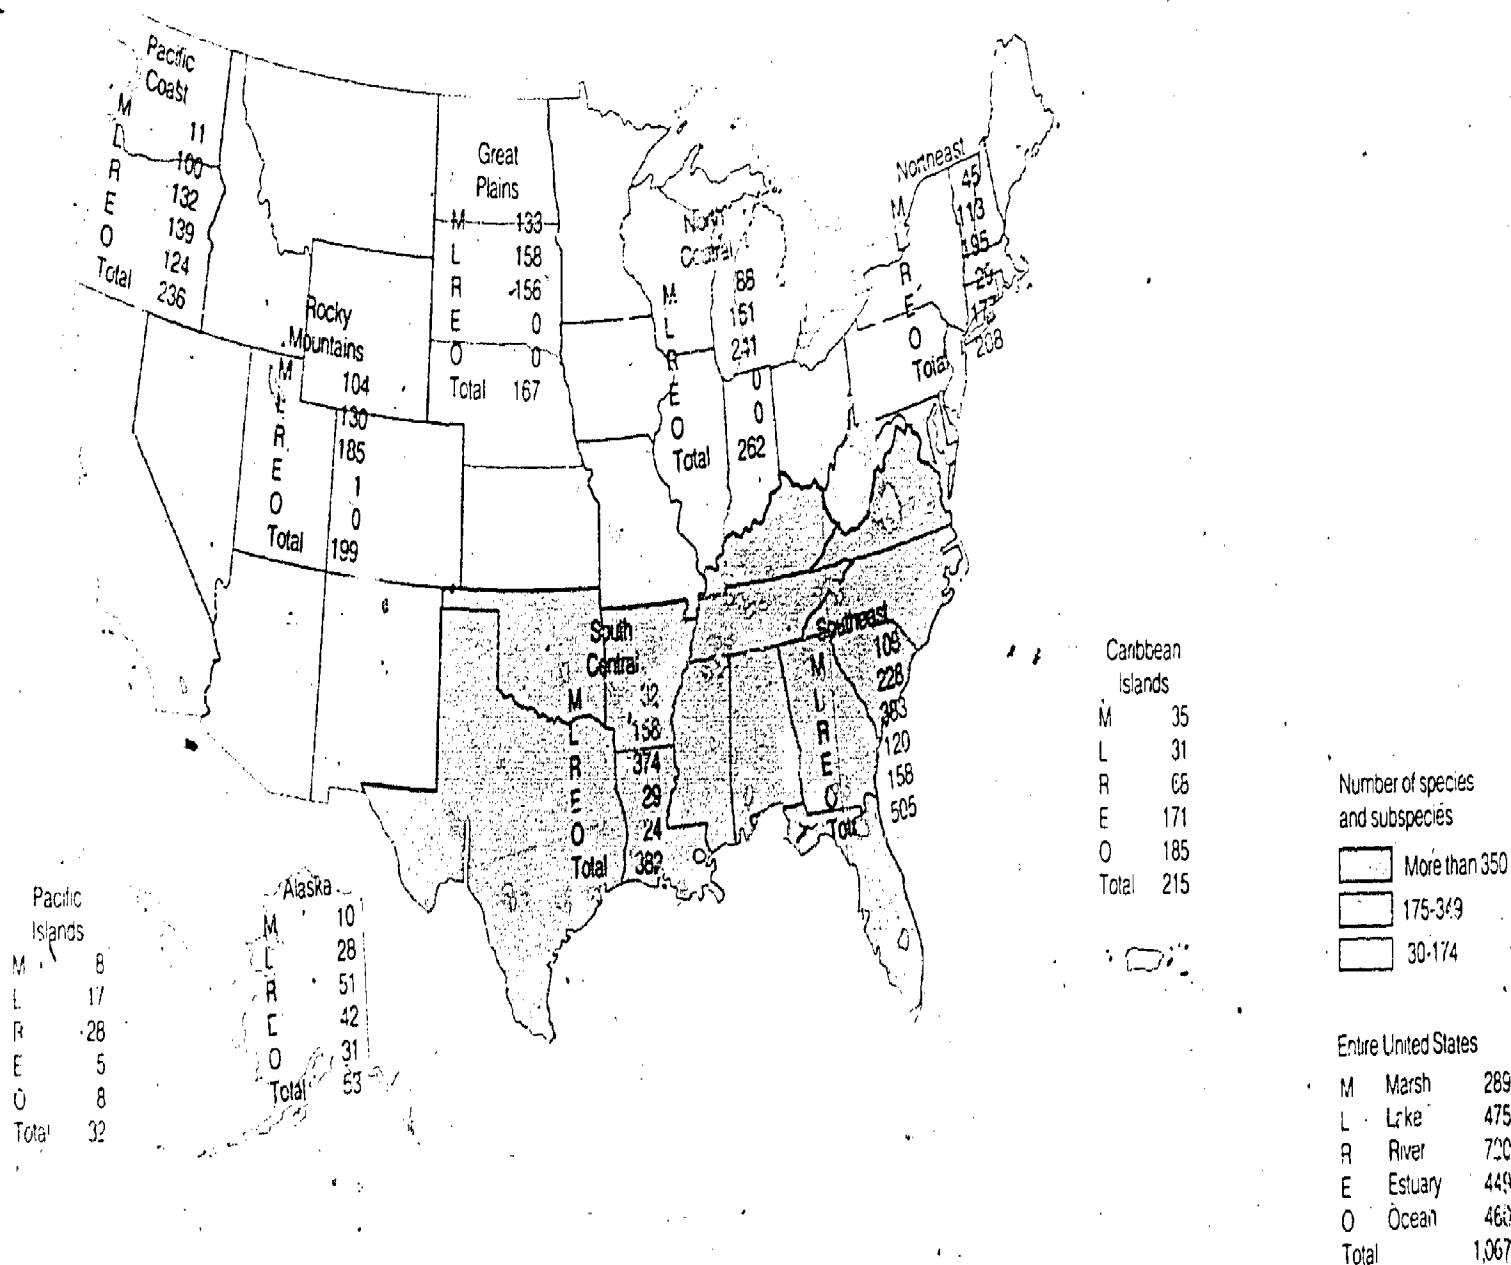 Pacific
Coast
M 11
L 100
R 132
E 139
O 124
Total 236
Rocky
Mountains
M 104
L 130
R 185
E 1
O 0
Total 199
Great
Plains
M 133
L 158
R 156
E 0
O 0
Total 167
North
Central
M 88
L 151
R 241
E 0
O 0
Total 262
Northeast
M 45
L 113
R 195
E
O
Total 208
South
Central
M
L 158
R 374
E 29
O 24
Total 382
Southeast
M 109
L 228
R 383
E 120
O 158
Total 505
Caribbean
Islands
M 35
L 31
R 68
E 171
O 185
Total 215
Pacific
Islands
M 8
L 17
R 28
E 5
O 8
Total 32
Alaska
M 10
L 28
R 51
E 42
O 31
Total 53
Number of species
and subspecies
More than 350
175-349
30-174
Entire United States
M Marsh 289
L Lake 475
R River
E Estuary 449
O Ocean
Total 1,067